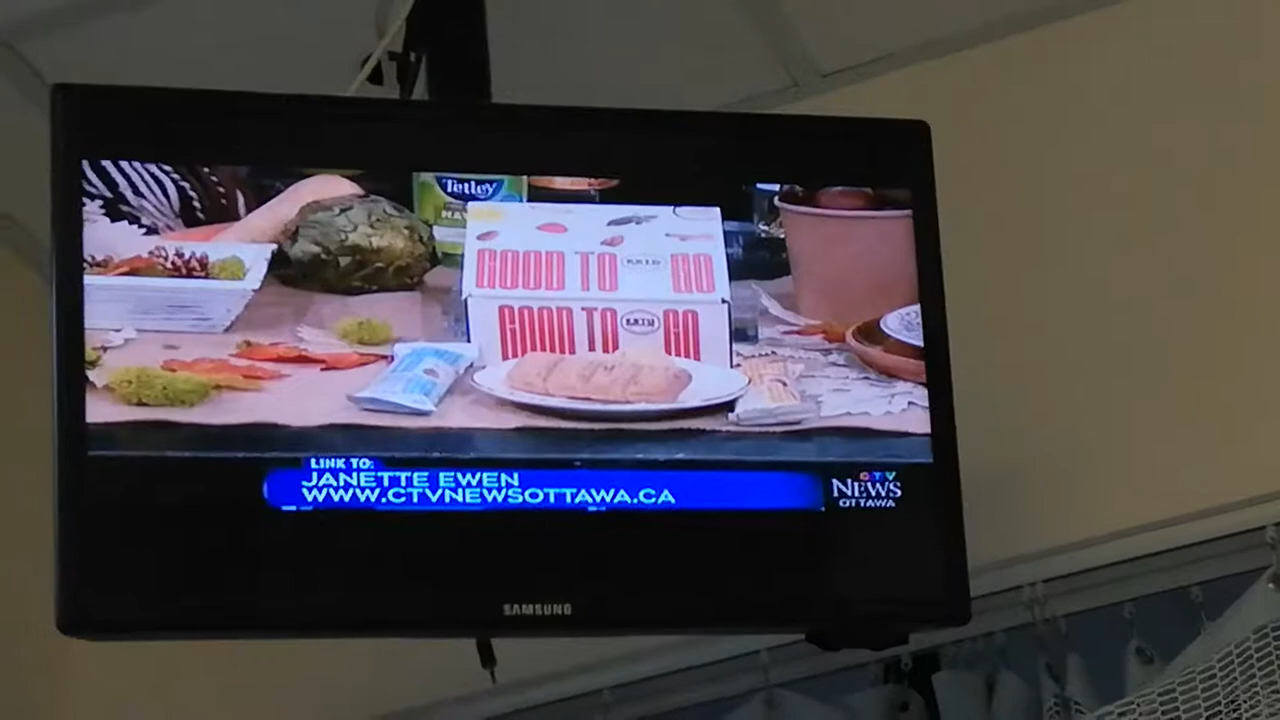 Tetley
GOOD TO GO
GOOD TO GO
LINK TO:
JANETTE EWEN
WWW.CTVNEWSOTTAWA.CA
CTV
NEWS
OTTAWA
SAMSUNG